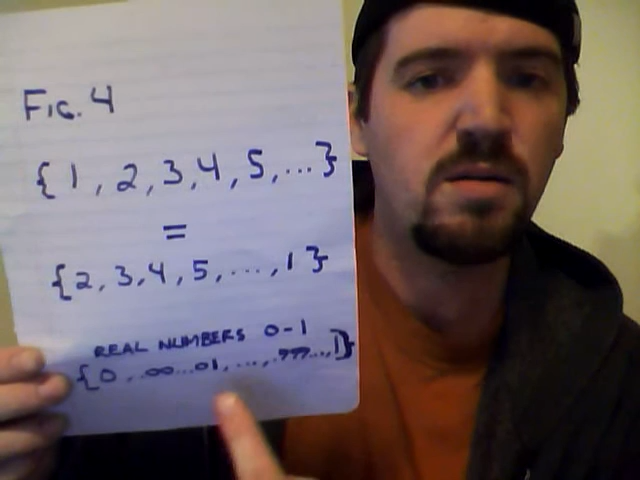 FIG. 4
{1, 2, 3, 4, 5, ...}
=
{2, 3, 4, 5, ..., 1}
REAL NUMBERS 0-1
{0, .00...01, ..., .999..., 1}